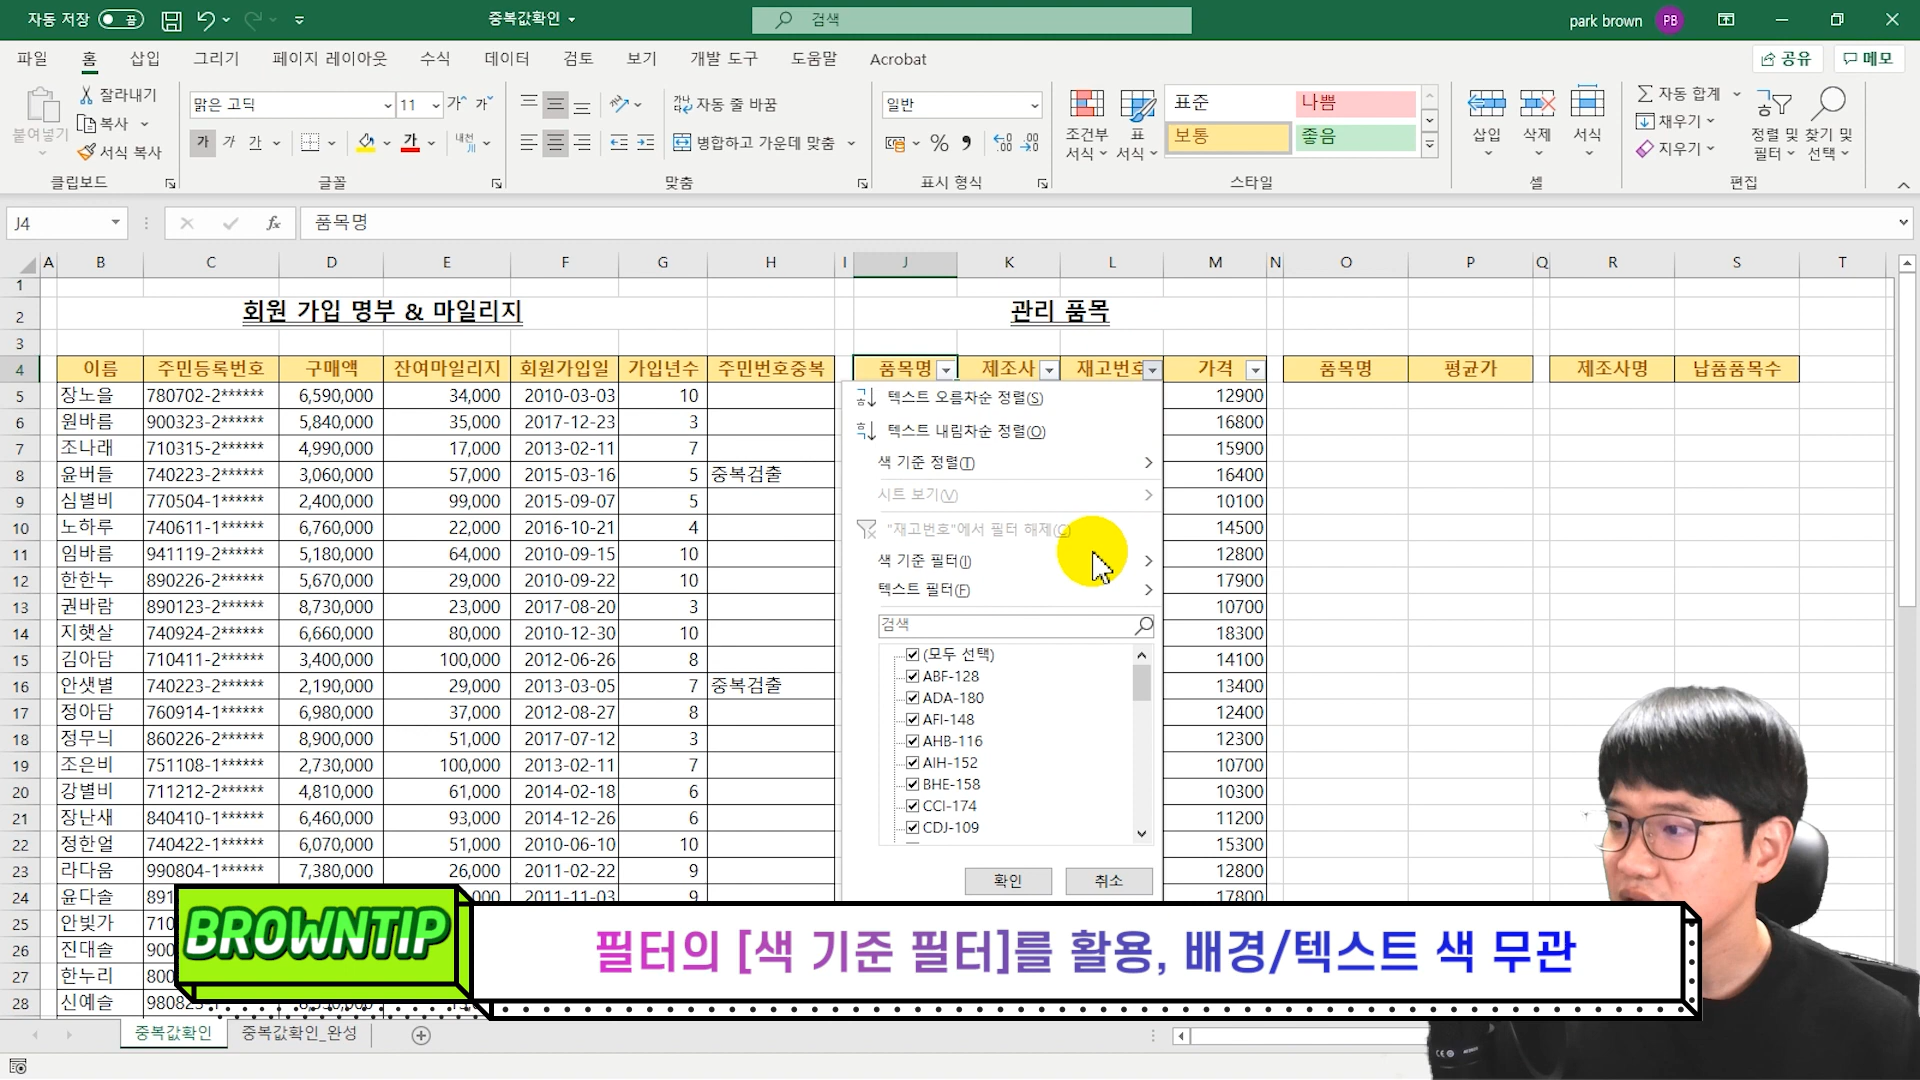 자동 저장 끔
중복값확인
검색
park brown PB
파일 홈 삽입 그리기 페이지 레이아웃 수식 데이터 검토 보기 개발 도구 도움말 Acrobat 공유 메모
붙여넣기 잘라내기 복사 서식 복사 클립보드
맑은 고딕 11 가 가
가 가 간 가 내천
글꼴
자동 줄 바꿈
병합하고 가운데 맞춤
맞춤
일반
표시 형식
조건부 서식 표 서식
표준 나쁨
보통 좋음
스타일
삽입 삭제 서식
셀
자동 합계
채우기
지우기
정렬 및 필터 찾기 및 선택
편집
J4 fx 품목명
A B C D E F G H I J K L M N O P Q R S T
1
2 회원 가입 명부 & 마일리지 관리 품목
3
4 이름 주민등록번호 구매액 잔여마일리지 회원가입일 가입년수 주민번호중복 품목명 제조사 재고번호 가격 품목명 평균가 제조사명 납품품목수
5 장노을 780702-2****** 6,590,000 34,000 2010-03-03 10 12900
6 원바름 900323-2****** 5,840,000 35,000 2017-12-23 3 16800
7 조나래 710315-2****** 4,990,000 17,000 2013-02-11 7 15900
8 윤버들 740223-2****** 3,060,000 57,000 2015-03-16 5 중복검출 16400
9 심별비 770504-1****** 2,400,000 99,000 2015-09-07 5 10100
10 노하루 740611-1****** 6,760,000 22,000 2016-10-21 4 14500
11 임바름 941119-2****** 5,180,000 64,000 2010-09-15 10 12800
12 한한누 890226-2****** 5,670,000 29,000 2010-09-22 10 17900
13 권바람 890123-2****** 8,730,000 23,000 2017-08-20 3 10700
14 지햇살 740924-2****** 6,660,000 80,000 2010-12-30 10 18300
15 김아담 710411-2****** 3,400,000 100,000 2012-06-26 8 14100
16 안샛별 740223-2****** 2,190,000 29,000 2013-03-05 7 중복검출 13400
17 정아담 760914-1****** 6,980,000 37,000 2012-08-27 8 12400
18 정무늬 860226-2****** 8,900,000 51,000 2017-07-12 3 12300
19 조은비 751108-1****** 2,730,000 100,000 2013-02-11 7 10700
20 강별비 711212-2****** 4,810,000 61,000 2014-02-18 6 10300
21 장난새 840410-1****** 6,460,000 93,000 2014-12-26 6 11200
22 정한얼 740422-1****** 6,070,000 51,000 2010-06-10 10 15300
23 라다움 990804-1****** 7,380,000 26,000 2011-02-22 9 12800
24 윤다솔 891 000 2011-11-03 9 17800
25 안빛가 710
26 진대솔 900
27 한누리 800
28 신예슬
텍스트 오름차순 정렬(S)
텍스트 내림차순 정렬(O)
색 기준 정렬(T)
시트 보기(V)
"재고번호"에서 필터 해제(C)
색 기준 필터(I)
텍스트 필터(F)
검색
(모두 선택)
ABF-128
ADA-180
AFI-148
AHB-116
AIH-152
BHE-158
CCI-174
CDJ-109
확인 취소
BROWNTIP
필터의 [색 기준 필터]를 활용, 배경/텍스트 색 무관
중복값확인 중복값확인_완성